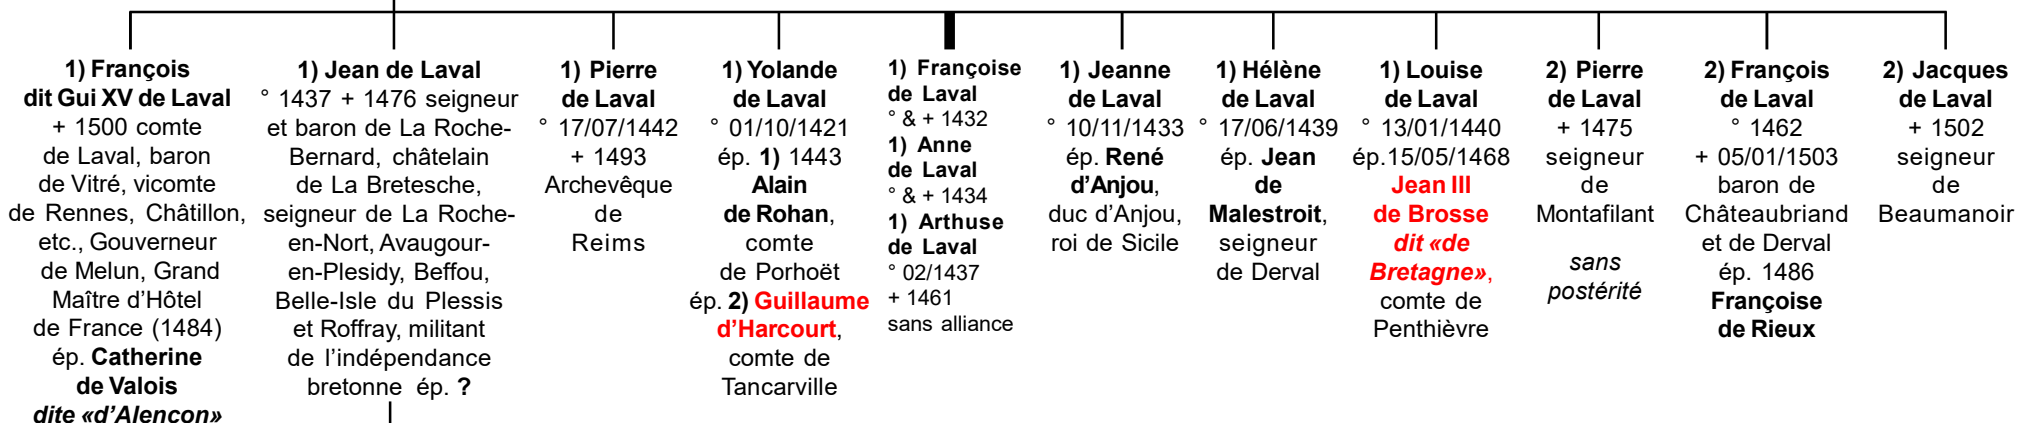 1) François
dit Gui XV de Laval
+ 1500 comte
de Laval, baron
de Vitré, vicomte
de Rennes, Châtillon,
etc., Gouverneur
de Melun, Grand
Maître d’Hôtel
de France (1484)
ép. Catherine
de Valois
dite «d’Alençon»
1) Jean de Laval
° 1437 + 1476 seigneur
et baron de La Roche-
Bernard, châtelain
de La Bretesche,
seigneur de La Roche-
en-Nort, Avaugour-
en-Plesidy, Beffou,
Belle-Isle du Plessis
et Roffray, militant
de l’indépendance
bretonne ép. ?
1) Pierre
de Laval
° 17/07/1442
+ 1493
Archevêque
de
Reims
1) Yolande
de Laval
° 01/10/1421
ép. 1) 1443
Alain
de Rohan,
comte
de Porhoët
ép. 2) Guillaume
d’Harcourt,
comte de
Tancarville
1) Françoise
de Laval
° & + 1432
1) Anne
de Laval
° & + 1434
1) Arthuse
de Laval
° 02/1437
+ 1461
sans alliance
1) Jeanne
de Laval
° 10/11/1433
ép. René
d’Anjou,
duc d’Anjou,
roi de Sicile
1) Hélène
de Laval
° 17/06/1439
ép. Jean
de
Malestroit,
seigneur
de Derval
1) Louise
de Laval
° 13/01/1440
ép.15/05/1468
Jean III
de Brosse
dit «de
Bretagne»,
comte de
Penthièvre
2) Pierre
de Laval
+ 1475
seigneur
de
Montafilant
sans
postérité
2) François
de Laval
° 1462
+ 05/01/1503
baron de
Châteaubriand
et de Derval
ép. 1486
Françoise
de Rieux
2) Jacques
de Laval
+ 1502
seigneur
de
Beaumanoir